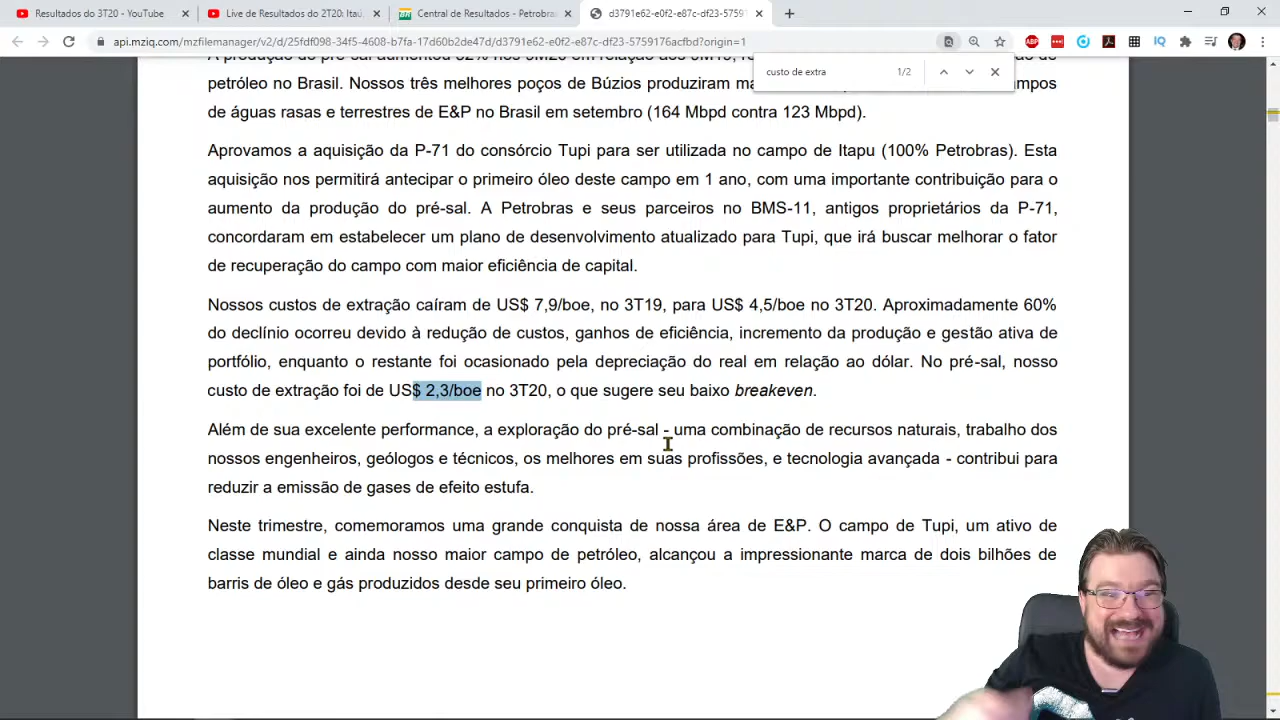 Resultados do 3T20 - YouTube
Live de Resultados do 2T20: Itaú,
Central de Resultados - Petrobra
d3791e62-e0f2-e87c-df23-5759
api.mziq.com/mzfilemanager/v2/d/25fdf098-34f5-4608-b7fa-17d60b2de47d/d3791e62-e0f2-e87c-df23-5759176acfbd?origin=1
ABP
IQ
custo de extra
1/2
petróleo no Brasil. Nossos três melhores poços de Búzios produziram
de águas rasas e terrestres de E&P no Brasil em setembro (164 Mbpd contra 123 Mbpd).
Aprovamos a aquisição da P-71 do consórcio Tupi para ser utilizada no campo de Itapu (100% Petrobras). Esta
aquisição nos permitirá antecipar o primeiro óleo deste campo em 1 ano, com uma importante contribuição para o
aumento da produção do pré-sal. A Petrobras e seus parceiros no BMS-11, antigos proprietários da P-71,
concordaram em estabelecer um plano de desenvolvimento atualizado para Tupi, que irá buscar melhorar o fator
de recuperação do campo com maior eficiência de capital.
Nossos custos de extração caíram de US$ 7,9/boe, no 3T19, para US$ 4,5/boe no 3T20. Aproximadamente 60%
do declínio ocorreu devido à redução de custos, ganhos de eficiência, incremento da produção e gestão ativa de
portfólio, enquanto o restante foi ocasionado pela depreciação do real em relação ao dólar. No pré-sal, nosso
custo de extração foi de US$ 2,3/boe no 3T20, o que sugere seu baixo breakeven.
Além de sua excelente performance, a exploração do pré-sal - uma combinação de recursos naturais, trabalho dos
nossos engenheiros, geólogos e técnicos, os melhores em suas profissões, e tecnologia avançada - contribui para
reduzir a emissão de gases de efeito estufa.
Neste trimestre, comemoramos uma grande conquista de nossa área de E&P. O campo de Tupi, um ativo de
classe mundial e ainda nosso maior campo de petróleo, alcançou a impressionante marca de dois bilhões de
barris de óleo e gás produzidos desde seu primeiro óleo.